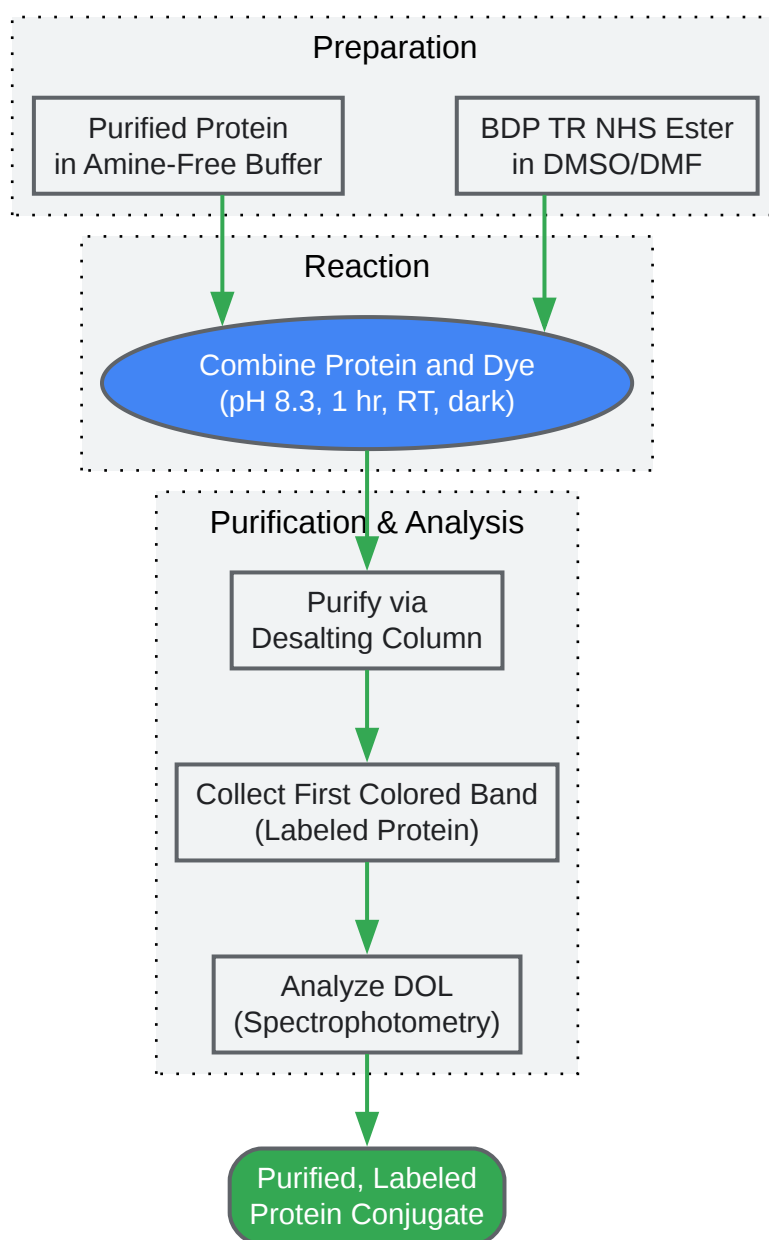 Preparation
Purified Protein
in Amine-Free Buffer
BDP TR NHS Ester
in DMSO/DMF
Reaction
Combine Protein and Dye
(pH 8.3, 1 hr, RT, dark)
Purification & Analysis
Purify via
Desalting Column
Collect First Colored Band
(Labeled Protein)
Analyze DOL
(Spectrophotometry)
Purified, Labeled
Protein Conjugate